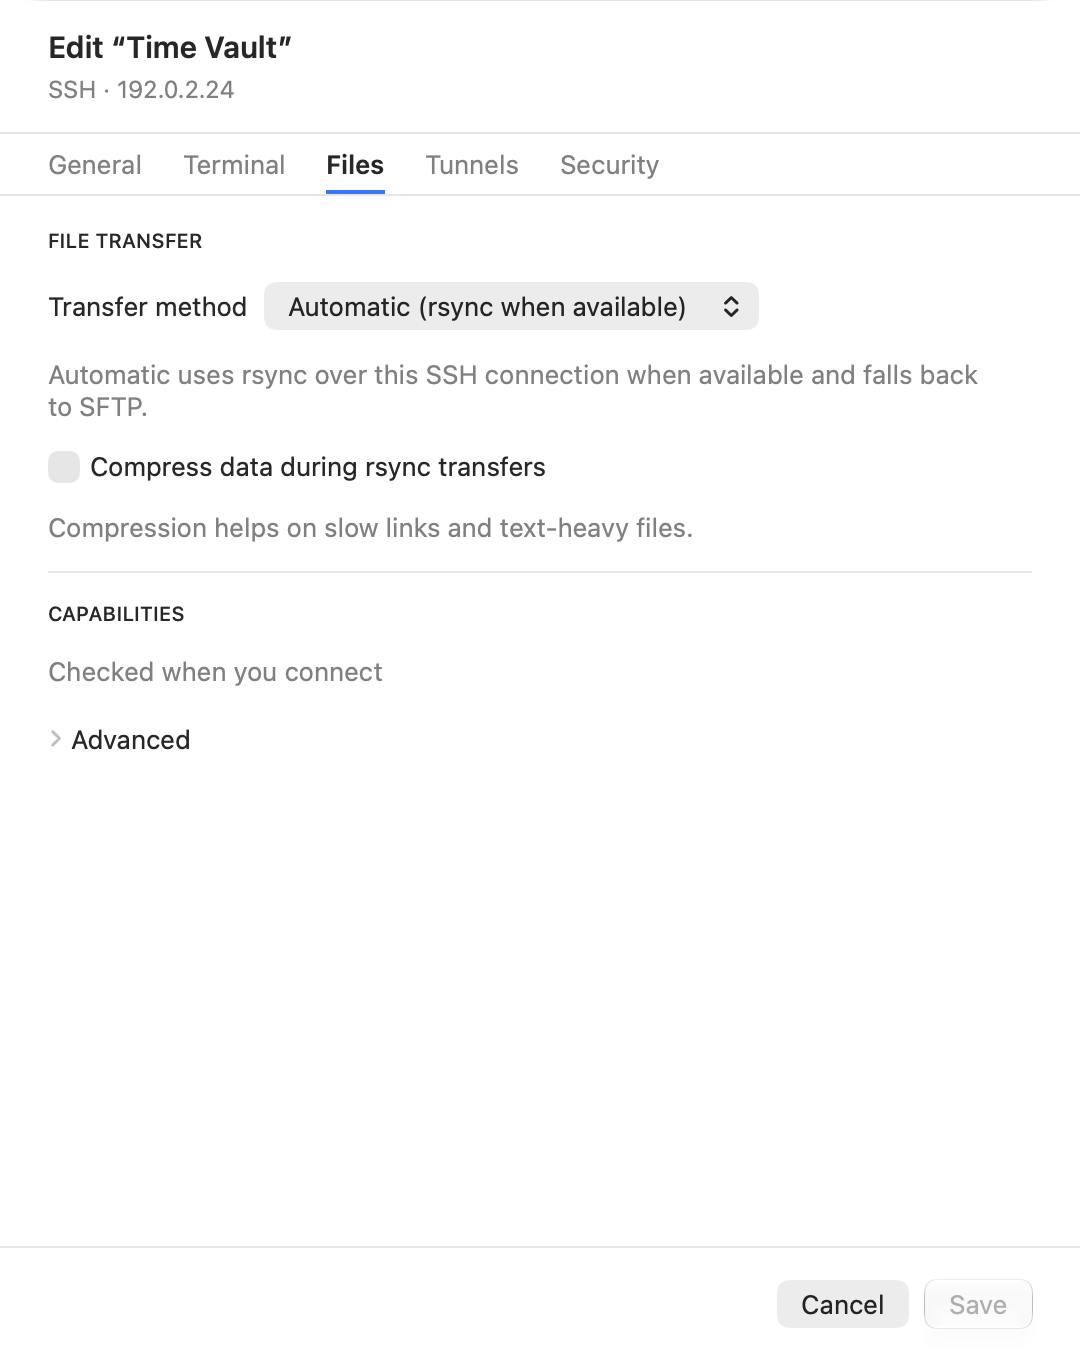 Edit “Time Vault”
SSH · 192.0.2.24
General Terminal Files Tunnels Security
FILE TRANSFER
Transfer method Automatic (rsync when available)
Automatic uses rsync over this SSH connection when available and falls back
to SFTP.
Compress data during rsync transfers
Compression helps on slow links and text-heavy files.
CAPABILITIES
Checked when you connect
Advanced
Cancel Save